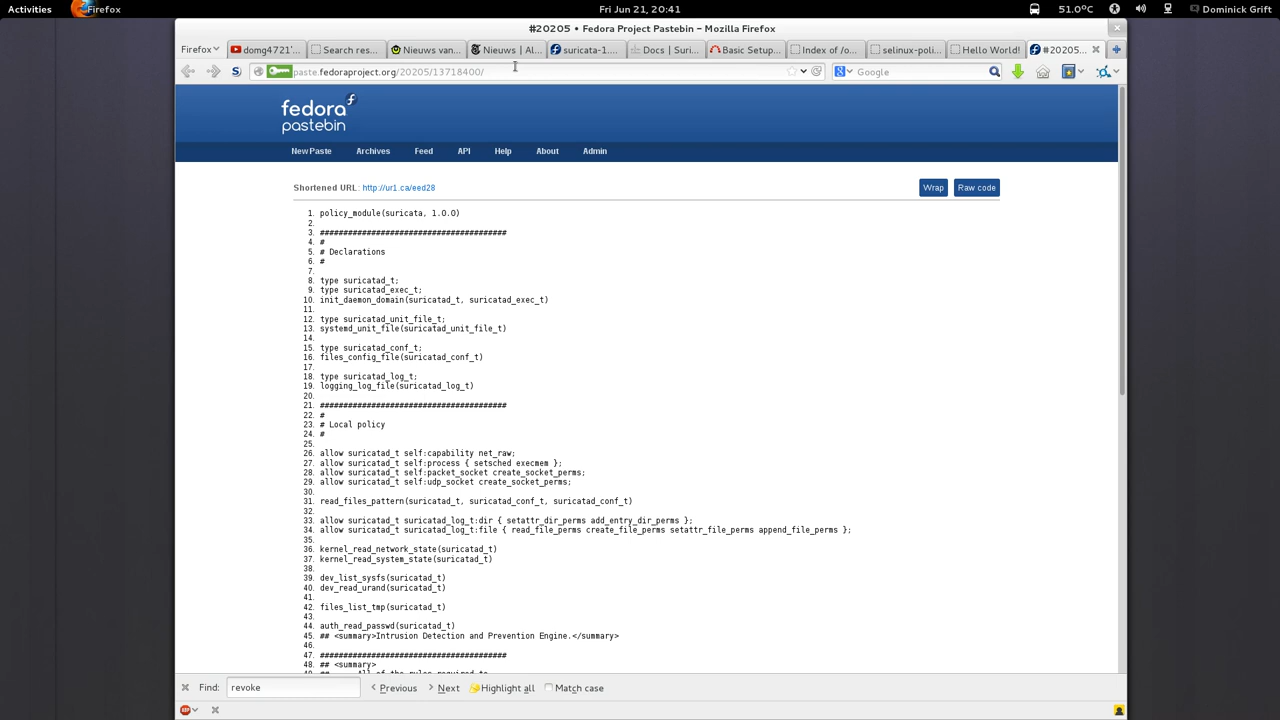 Activities Firefox Fri Jun 21, 20:41 51.0°C Dominick Grift
#20205 • Fedora Project Pastebin - Mozilla Firefox
Firefox domg4721'... Search res... Nieuws van... Nieuws | Al... suricata-1.... Docs | Suri... Basic Setup... Index of /o... selinux-poli... Hello World! #20205...
paste.fedoraproject.org/20205/13718400/ Google
fedora
pastebin
New Paste Archives Feed API Help About Admin
Shortened URL: http://ur1.ca/eed28 Wrap Raw code
1. policy_module(suricata, 1.0.0)
2.
3. ########################################
4. #
5. # Declarations
6. #
7.
8. type suricatad_t;
9. type suricatad_exec_t;
10. init_daemon_domain(suricatad_t, suricatad_exec_t)
11.
12. type suricatad_unit_file_t;
13. systemd_unit_file(suricatad_unit_file_t)
14.
15. type suricatad_conf_t;
16. files_config_file(suricatad_conf_t)
17.
18. type suricatad_log_t;
19. logging_log_file(suricatad_log_t)
20.
21. ########################################
22. #
23. # Local policy
24. #
25.
26. allow suricatad_t self:capability net_raw;
27. allow suricatad_t self:process { setsched execmem };
28. allow suricatad_t self:packet_socket create_socket_perms;
29. allow suricatad_t self:udp_socket create_socket_perms;
30.
31. read_files_pattern(suricatad_t, suricatad_conf_t, suricatad_conf_t)
32.
33. allow suricatad_t suricatad_log_t:dir { setattr_dir_perms add_entry_dir_perms };
34. allow suricatad_t suricatad_log_t:file { read_file_perms create_file_perms setattr_file_perms append_file_perms };
35.
36. kernel_read_network_state(suricatad_t)
37. kernel_read_system_state(suricatad_t)
38.
39. dev_list_sysfs(suricatad_t)
40. dev_read_urand(suricatad_t)
41.
42. files_list_tmp(suricatad_t)
43.
44. auth_read_passwd(suricatad_t)
45. ## <summary>Intrusion Detection and Prevention Engine.</summary>
46.
47. ########################################
48. ## <summary>
Find: revoke Previous Next Highlight all Match case